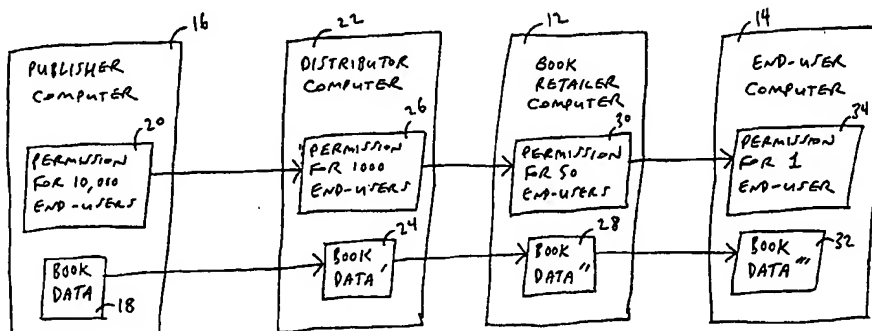 16
PUBLISHER
COMPUTER
20
PERMISSION
FOR 10,000
END-USERS
BOOK
DATA
18
22
DISTRIBUTOR
COMPUTER
26
PERMISSION
FOR 1000
END-USERS
24
BOOK
DATA'
12
BOOK
RETAILER
COMPUTER
30
PERMISSION
FOR 50
END-USERS
28
BOOK
DATA''
14
END-USER
COMPUTER
34
PERMISSION
FOR 1
END-USER
BOOK
DATA'''
32